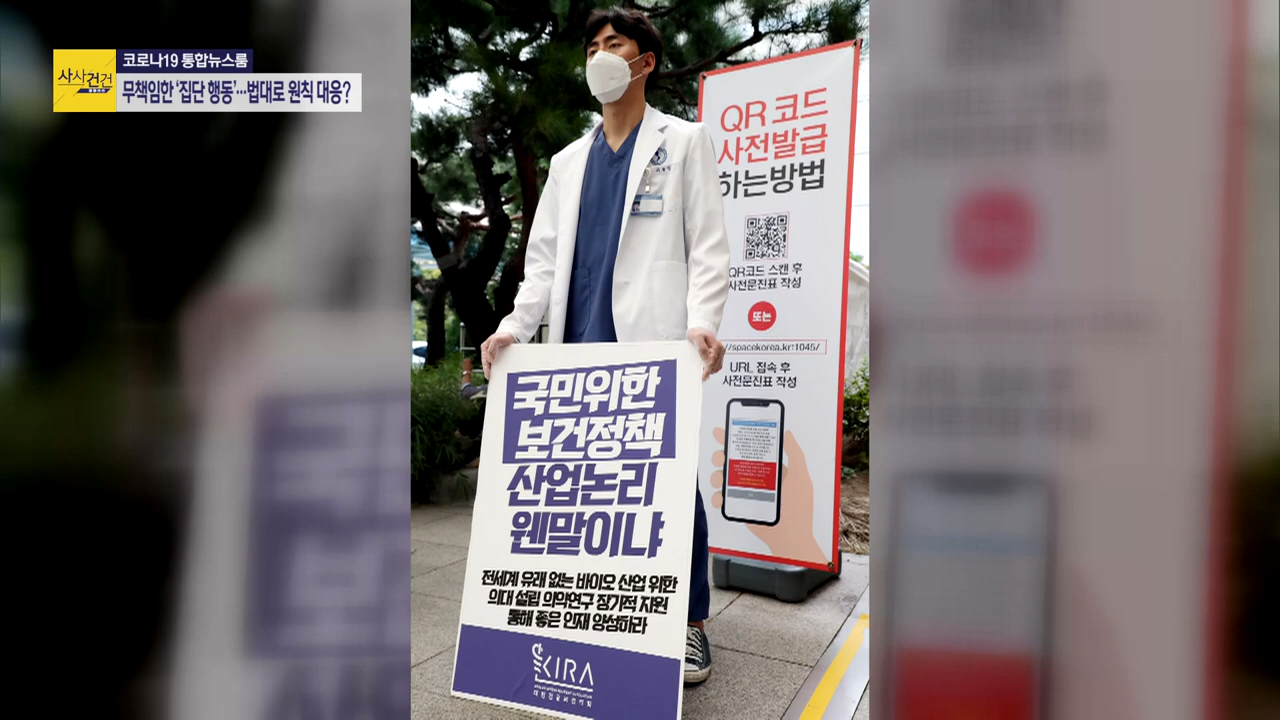 사사건건
코로나19 통합뉴스룸
무책임한 '집단 행동'…법대로 원칙 대응?
QR 코드
사전발급
하는방법
QR코드 스캔 후
사전문진표 작성
또는
//spacekorea.kr:1045/
URL 접속 후
사전문진표 작성
국민위한
보건정책
산업논리
웬말이냐
전세계 유래 없는 바이오 산업 위한
의대 설립 의약연구 장기적 지원
통해 좋은 인재 양성하라
KIRA